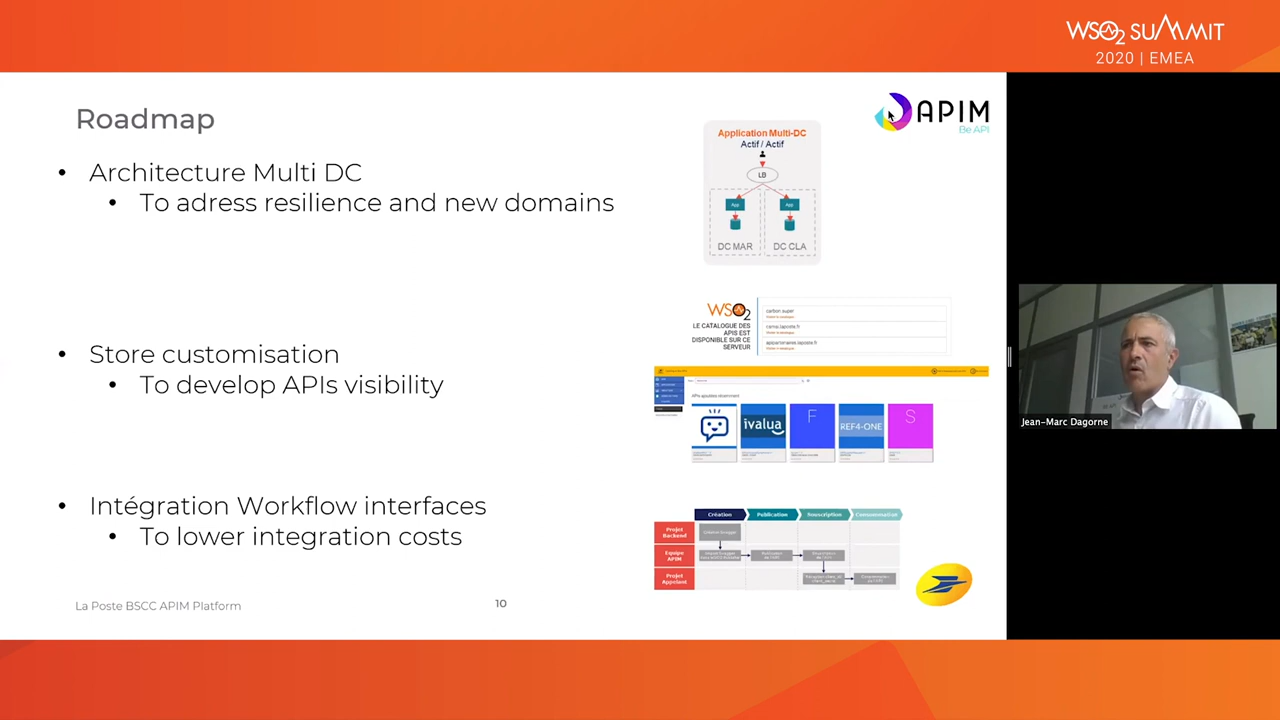 WSO2 SUMMIT
2020 | EMEA
Roadmap
APIM
Be API
• Architecture Multi DC
• To adress resilience and new domains
Application Multi-DC
Actif / Actif
LB
App
App
DC MAR
DC CLA
• Store customisation
• To develop APIs visibility
WSO2
LE CATALOGUE DES
APIS EST
DISPONIBLE SUR CE
SERVEUR
carbon.super
ivalua
F
REF4-ONE
S
• Intégration Workflow interfaces
• To lower integration costs
Création
Publication
Souscription
Consommation
Projet
Backend
Equipe
APIM
Projet
Appelant
La Poste BSCC APIM Platform
10
Jean-Marc Dagorne